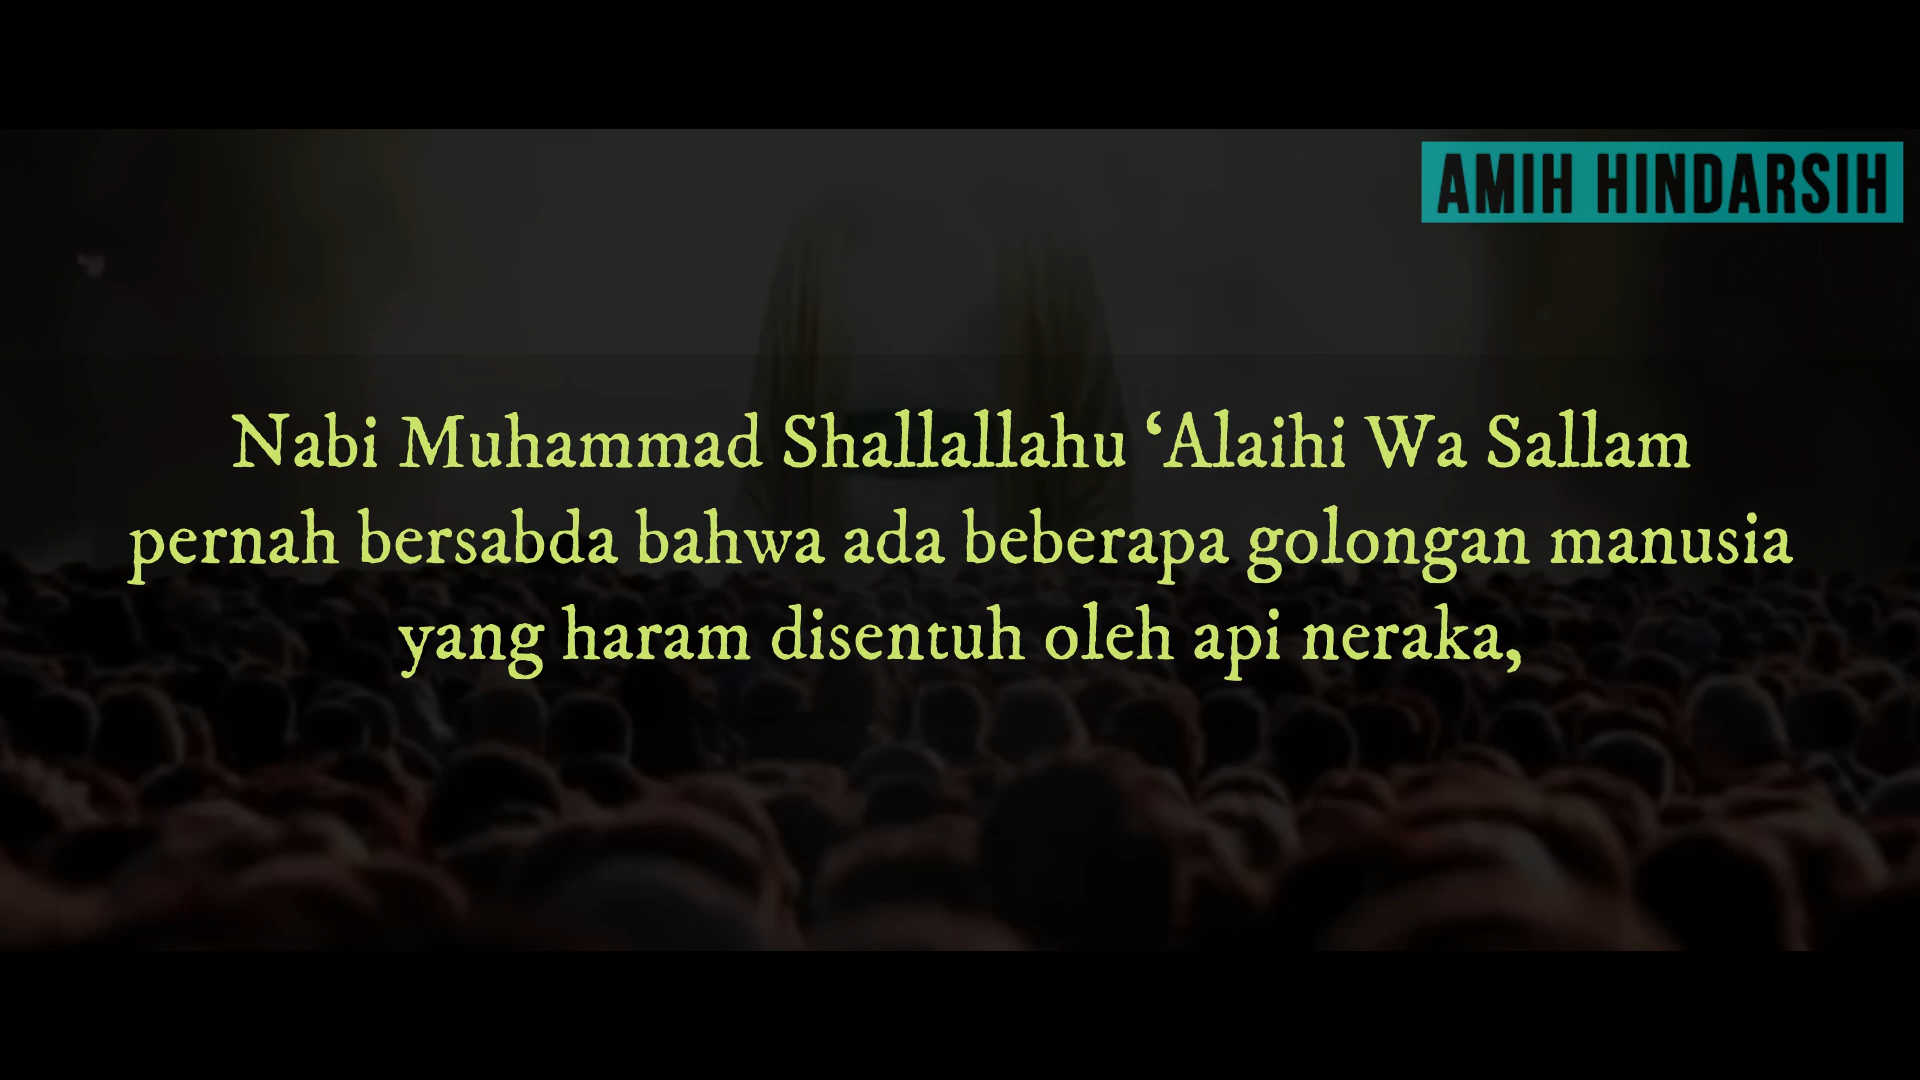 AMIH HINDARSIH
Nabi Muhammad Shallallahu ‘Alaihi Wa Sallam
pernah bersabda bahwa ada beberapa golongan manusia
yang haram disentuh oleh api neraka,